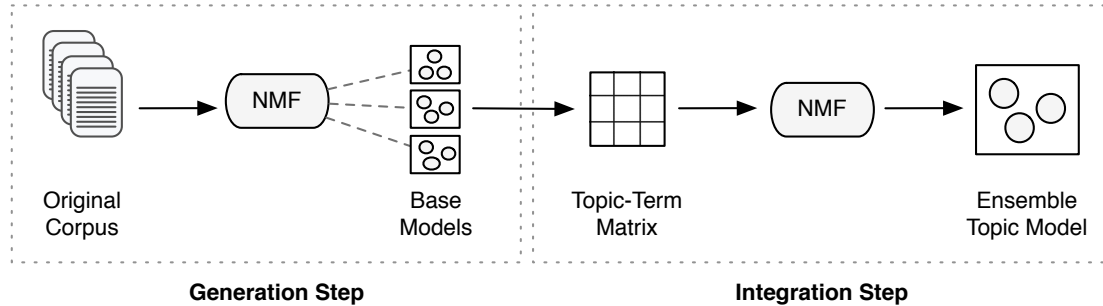 NMF
NMF
Original
Corpus
Base
Models
Topic-Term
Matrix
Ensemble
Topic Model
Generation Step
Integration Step